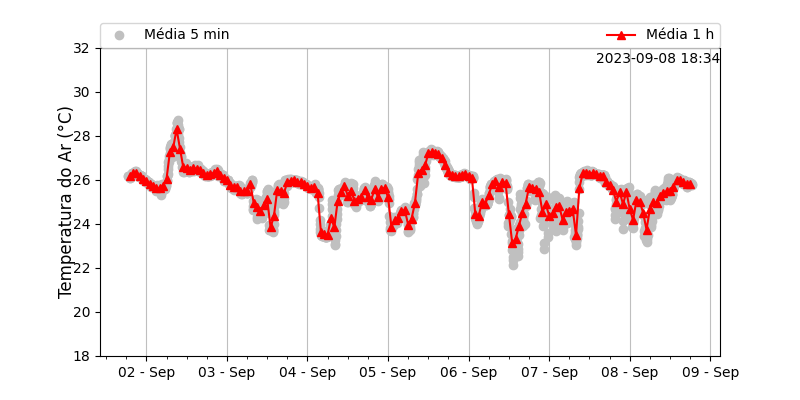 Média 5 min
Média 1 h
2023-09-08 18:34
Temperatura do Ar (°C)
32
30
28
26
24
22
20
18
02 - Sep
03 - Sep
04 - Sep
05 - Sep
06 - Sep
07 - Sep
08 - Sep
09 - Sep